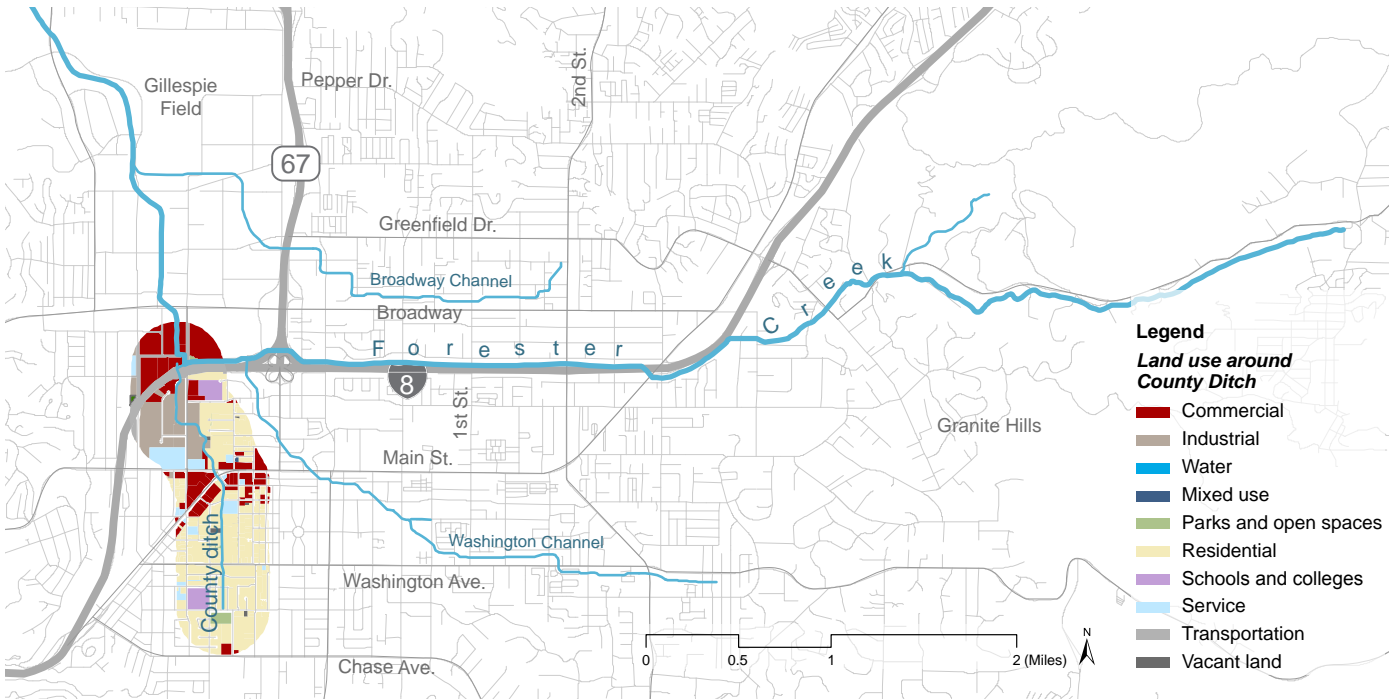 Gillespie
Field
Pepper Dr.
2nd St.
67
Greenfield Dr.
Broadway Channel
Broadway
Creek
Forester
8
1st St.
Granite Hills
Main St.
County ditch
Washington Channel
Washington Ave.
Chase Ave.
0 0.5 1 2 (Miles)
N
Legend
Land use around
County Ditch
Commercial
Industrial
Water
Mixed use
Parks and open spaces
Residential
Schools and colleges
Service
Transportation
Vacant land